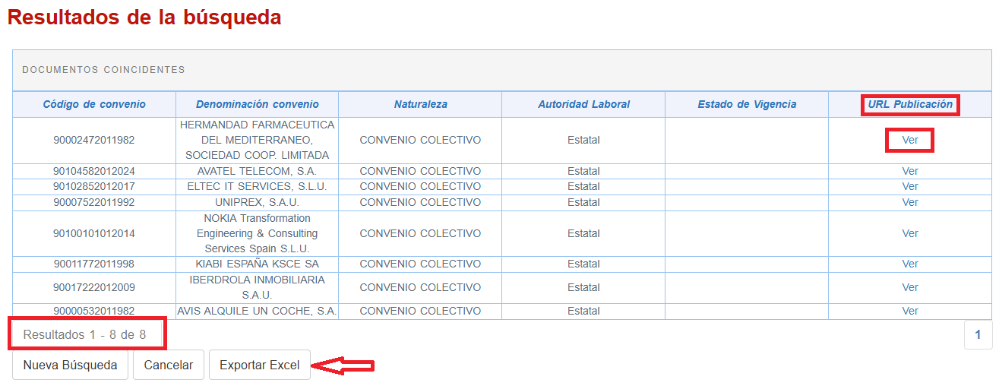 Resultados de la búsqueda
DOCUMENTOS COINCIDENTES
Código de convenio Denominación convenio Naturaleza Autoridad Laboral Estado de Vigencia URL Publicación
HERMANDAD FARMACEUTICA
90002472011982 DEL MEDITERRANEO, CONVENIO COLECTIVO Estatal Ver
SOCIEDAD COOP. LIMITADA
90104582012024 AVATEL TELECOM, S.A. CONVENIO COLECTIVO Estatal Ver
90102852012017 ELTEC IT SERVICES, S.L.U. CONVENIO COLECTIVO Estatal Ver
90007522011992 UNIPREX, S.A.U. CONVENIO COLECTIVO Estatal Ver
NOKIA Transformation
90100101012014 Engineering & Consulting CONVENIO COLECTIVO Estatal Ver
Services Spain S.L.U.
90011772011998 KIABI ESPAÑA KSCE SA CONVENIO COLECTIVO Estatal Ver
IBERDROLA INMOBILIARIA
90017222012009 CONVENIO COLECTIVO Estatal Ver
S.A.U.
90000532011982 AVIS ALQUILE UN COCHE, S.A. CONVENIO COLECTIVO Estatal Ver
Resultados 1 - 8 de 8 1
Nueva Búsqueda Cancelar Exportar Excel